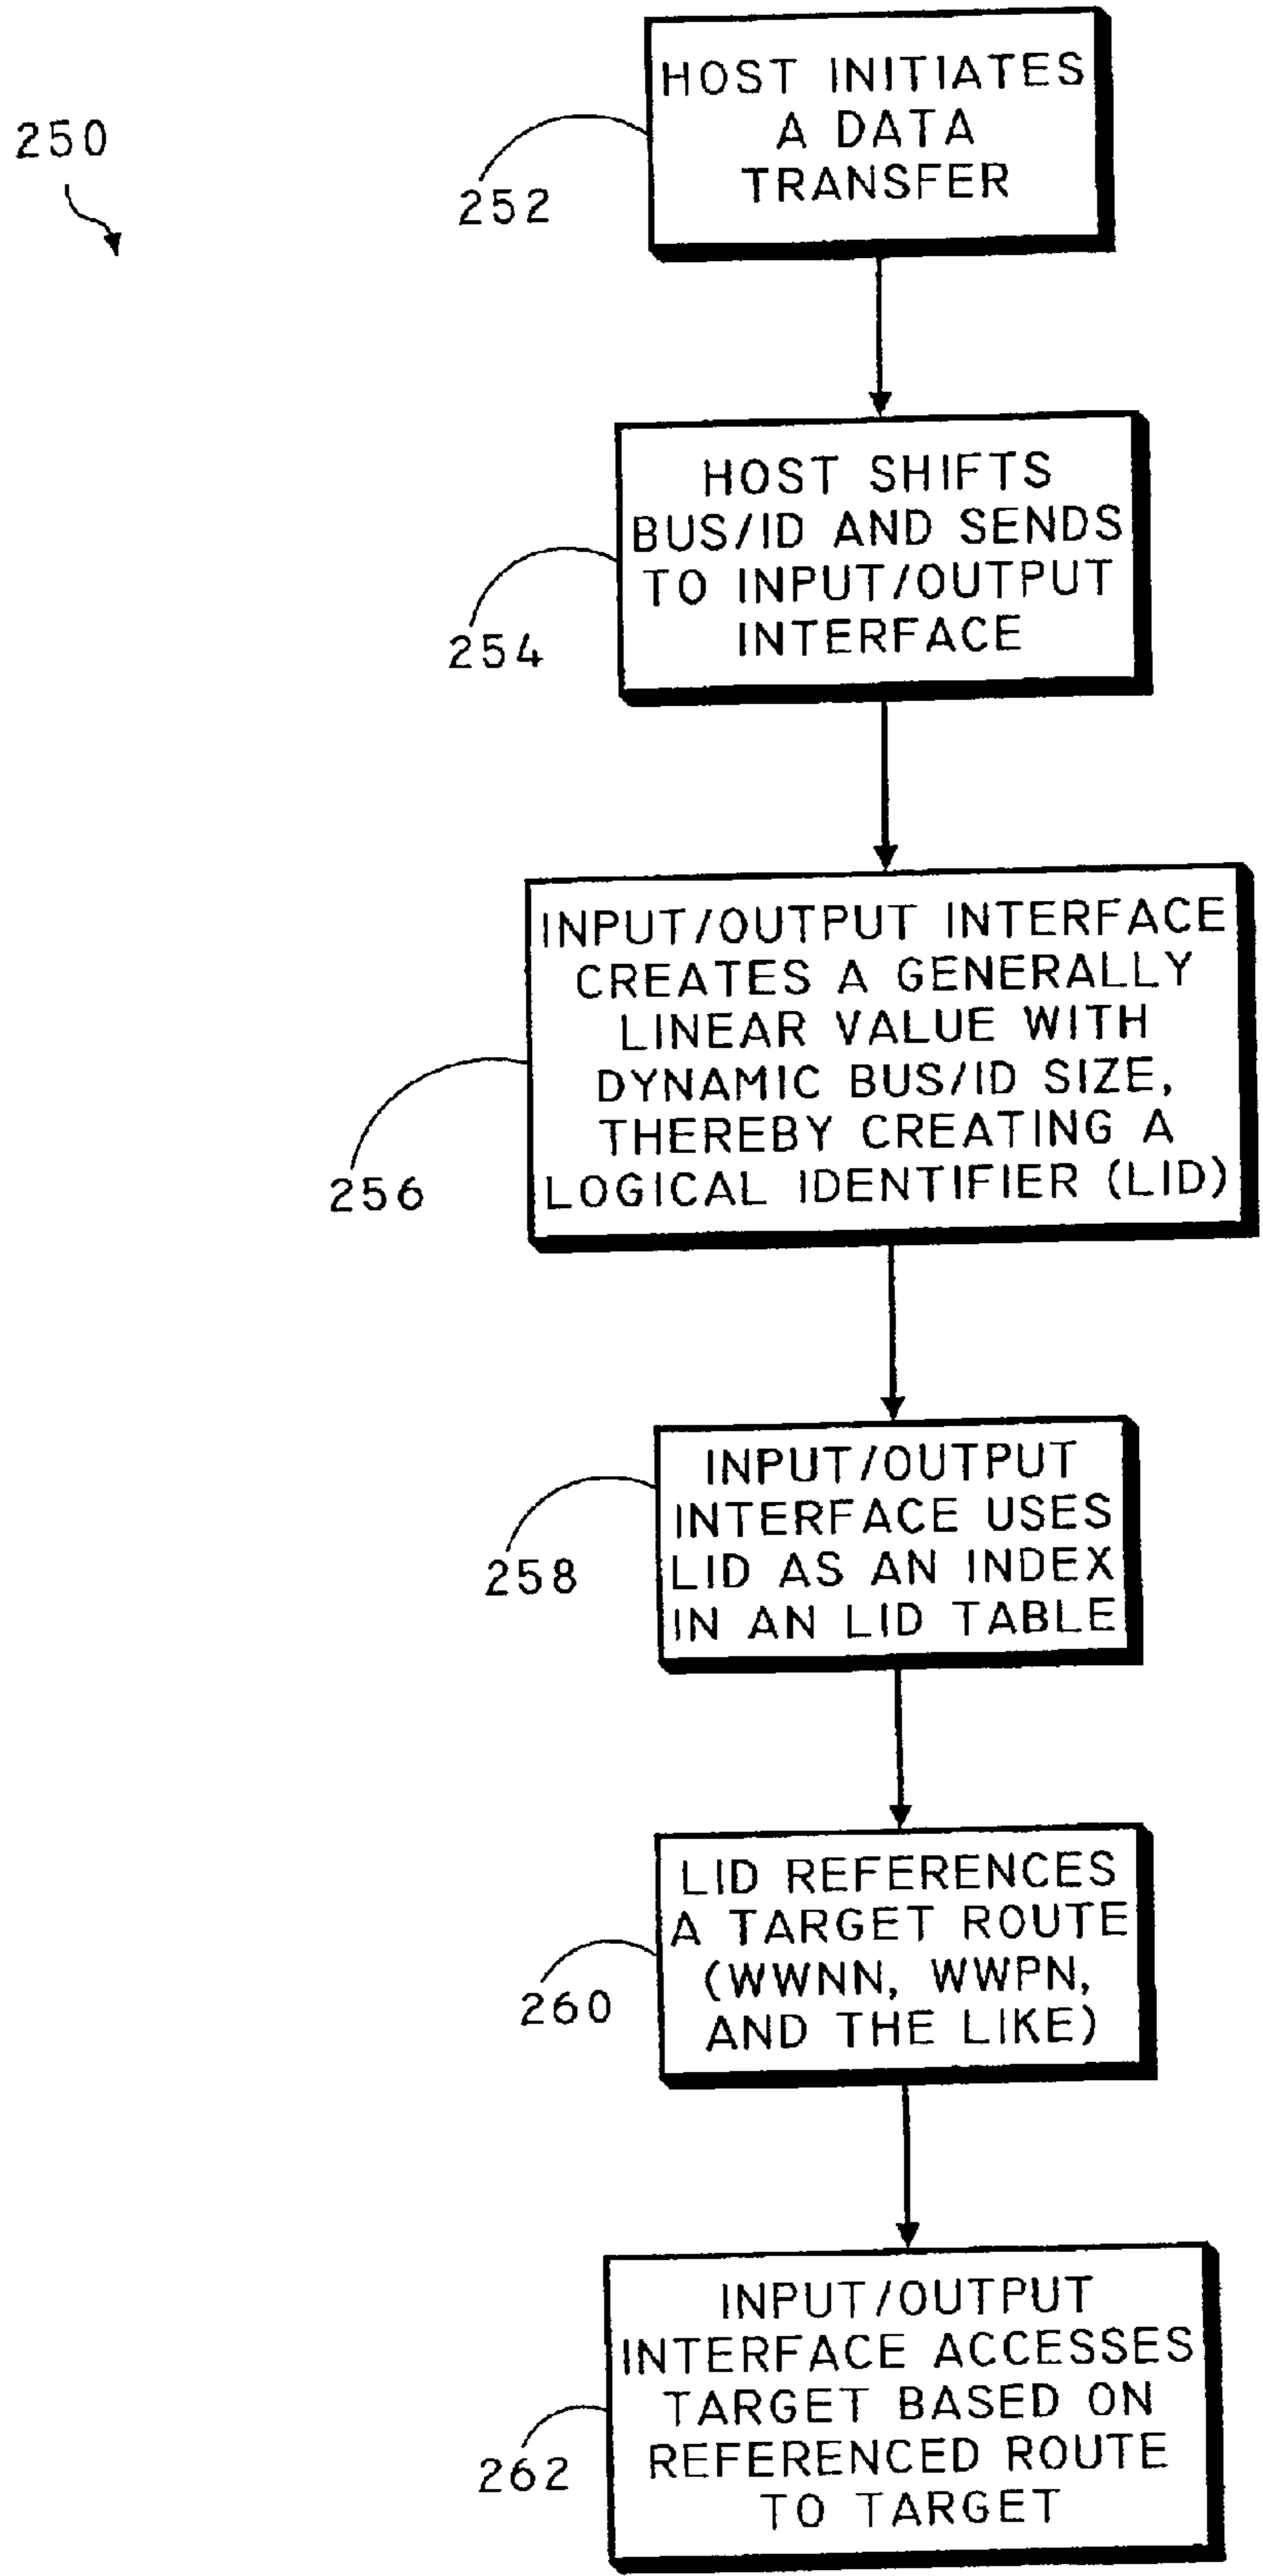 250
252
HOST INITIATES
A DATA
TRANSFER
254
HOST SHIFTS
BUS/ID AND SENDS
TO INPUT/OUTPUT
INTERFACE
256
INPUT/OUTPUT INTERFACE
CREATES A GENERALLY
LINEAR VALUE WITH
DYNAMIC BUS/ID SIZE,
THEREBY CREATING A
LOGICAL IDENTIFIER (LID)
258
INPUT/OUTPUT
INTERFACE USES
LID AS AN INDEX
IN AN LID TABLE
260
LID REFERENCES
A TARGET ROUTE
(WWNN, WWPN,
AND THE LIKE)
262
INPUT/OUTPUT
INTERFACE ACCESSES
TARGET BASED ON
REFERENCED ROUTE
TO TARGET